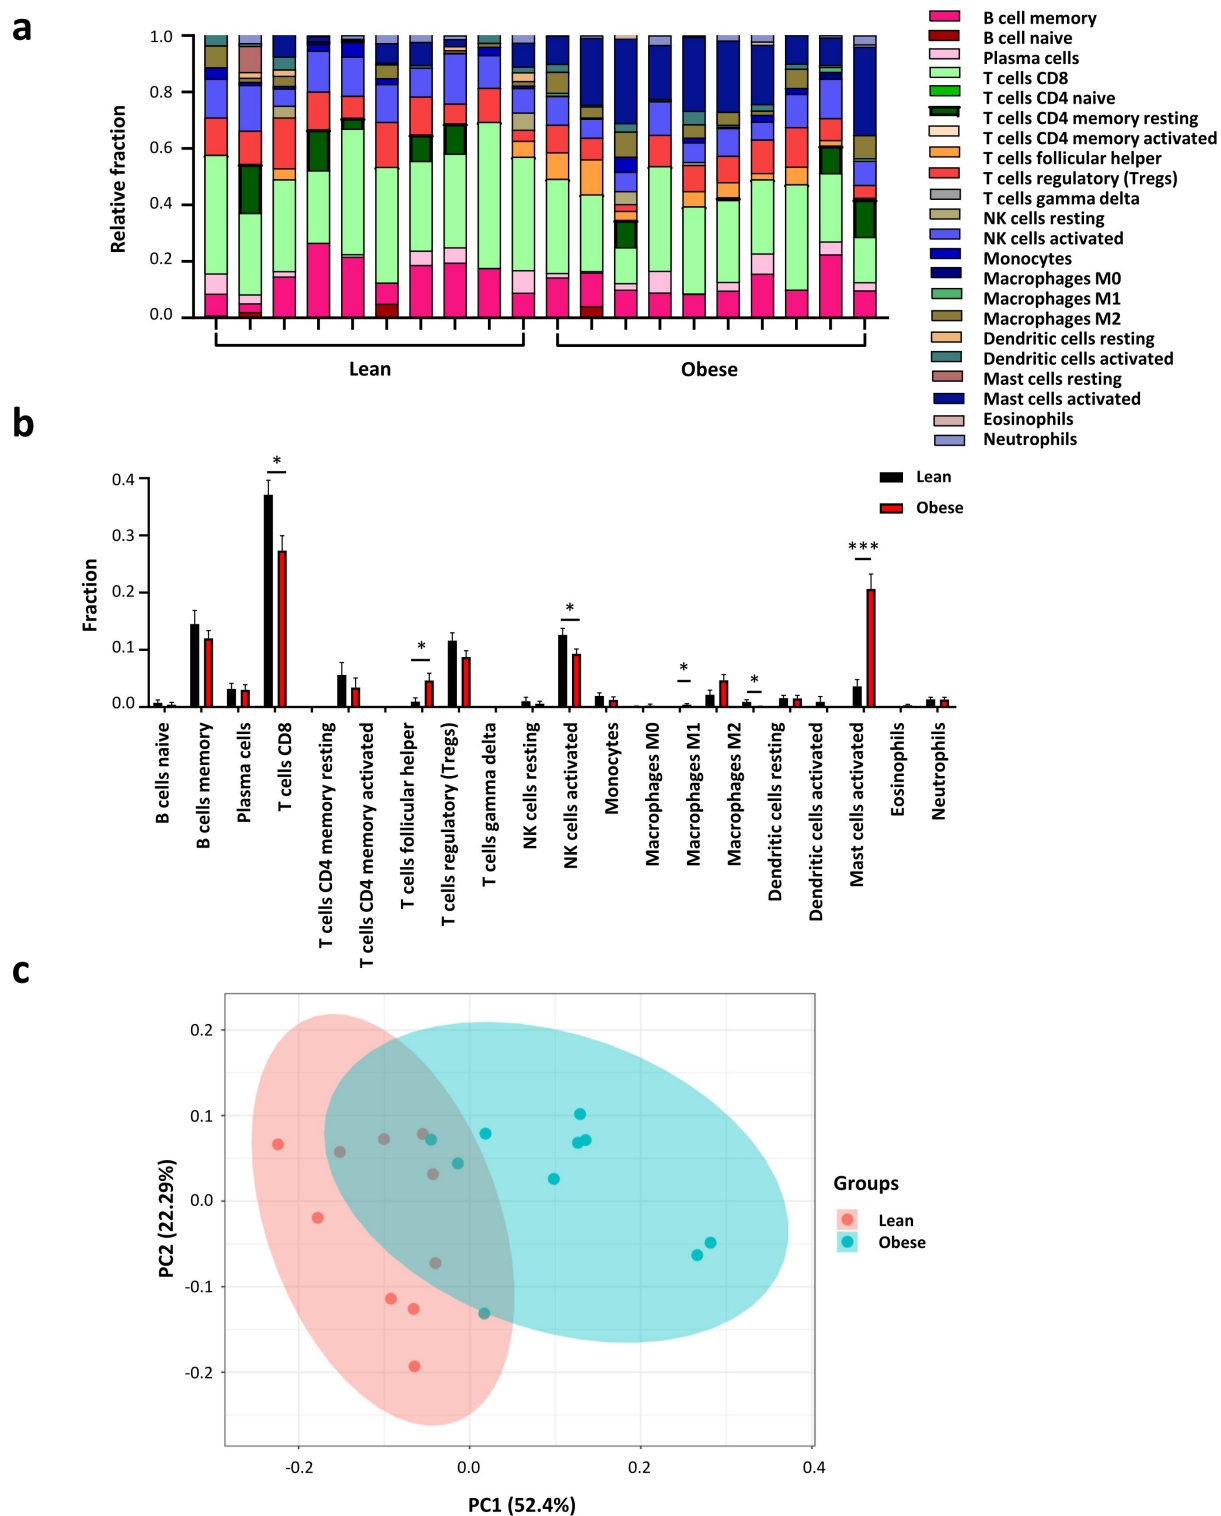 a
Relative fraction
1.0
0.8
0.6
0.4
0.2
0.0
Lean
Obese
B cell memory
B cell naive
Plasma cells
T cells CD8
T cells CD4 naive
T cells CD4 memory resting
T cells CD4 memory activated
T cells follicular helper
T cells regulatory (Tregs)
T cells gamma delta
NK cells resting
NK cells activated
Monocytes
Macrophages M0
Macrophages M1
Macrophages M2
Dendritic cells resting
Dendritic cells activated
Mast cells resting
Mast cells activated
Eosinophils
Neutrophils
b
Fraction
0.4
0.3
0.2
0.1
0.0
*
*
*
*
*
***
Lean
Obese
B cells naive
B cells memory
Plasma cells
T cells CD8
T cells CD4 memory resting
T cells CD4 memory activated
T cells follicular helper
T cells regulatory (Tregs)
T cells gamma delta
NK cells resting
NK cells activated
Monocytes
Macrophages M0
Macrophages M1
Macrophages M2
Dendritic cells resting
Dendritic cells activated
Mast cells activated
Eosinophils
Neutrophils
c
PC2 (22.29%)
0.2
0.1
0.0
-0.1
-0.2
-0.2
0.0
0.2
0.4
PC1 (52.4%)
Groups
Lean
Obese